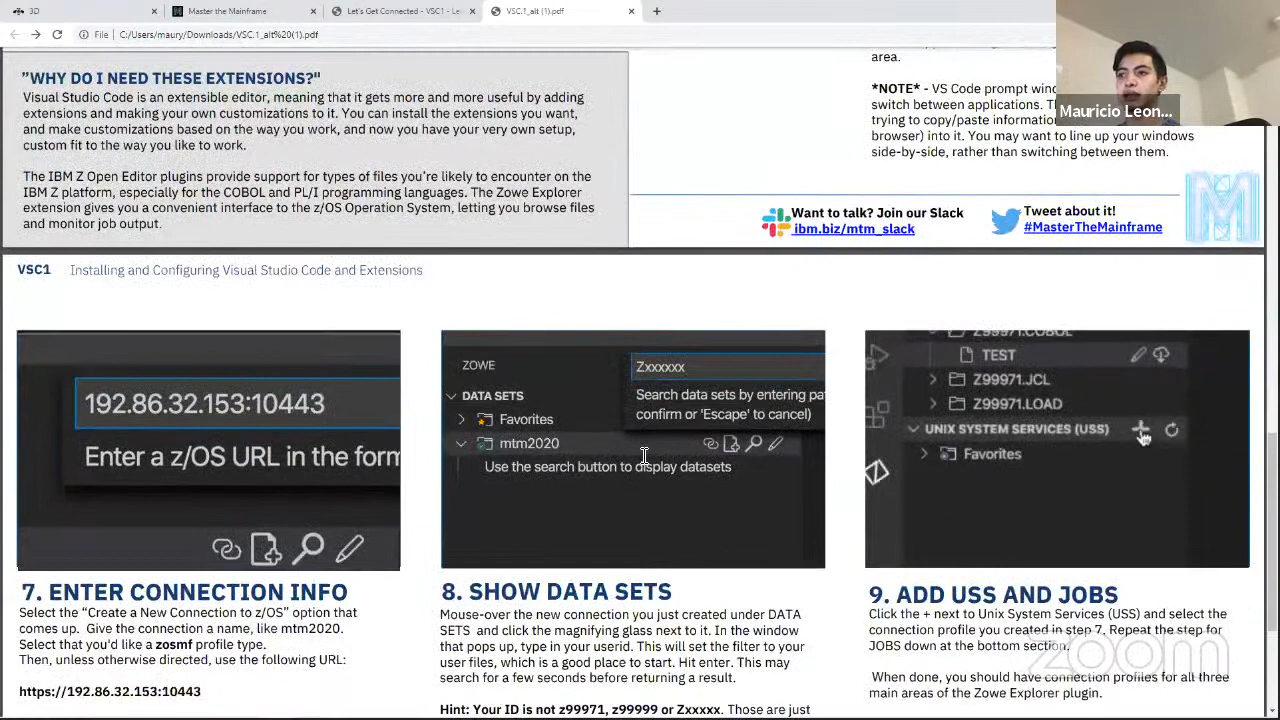 3D
Master the Mainframe
Let's Get Connected - VSC1 - Le
VSC.1_alt (1).pdf
File
C:/Users/maury/Downloads/VSC.1_alt%20(1).pdf
"WHY DO I NEED THESE EXTENSIONS?"
Visual Studio Code is an extensible editor, meaning that it gets more and more useful by adding
extensions and making your own customizations to it. You can install the extensions you want,
and make customizations based on the way you work, and now you have your very own setup,
custom fit to the way you like to work.
The IBM Z Open Editor plugins provide support for types of files you're likely to encounter on the
IBM Z platform, especially for the COBOL and PL/I programming languages. The Zowe Explorer
extension gives you a convenient interface to the z/OS Operation System, letting you browse files
and monitor job output.
area.
*NOTE* - VS Code prompt wind
switch between applications. Th
trying to copy/paste information
browser) into it. You may want to line up your windows
side-by-side, rather than switching between them.
Mauricio Leon...
Want to talk? Join our Slack
ibm.biz/mtm_slack
Tweet about it!
#MasterTheMainframe
VSC1 Installing and Configuring Visual Studio Code and Extensions
192.86.32.153:10443
Enter a z/OS URL in the form
7. ENTER CONNECTION INFO
Select the "Create a New Connection to z/OS" option that
comes up. Give the connection a name, like mtm2020.
Select that you'd like a zosmf profile type.
Then, unless otherwise directed, use the following URL:
https://192.86.32.153:10443
ZOWE
Zxxxxxx
DATA SETS
Search data sets by entering pa
confirm or 'Escape' to cancel)
Favorites
mtm2020
Use the search button to display datasets
8. SHOW DATA SETS
Mouse-over the new connection you just created under DATA
SETS and click the magnifying glass next to it. In the window
that pops up, type in your userid. This will set the filter to your
user files, which is a good place to start. Hit enter. This may
search for a few seconds before returning a result.
Hint: Your ID is not z99971, z99999 or Zxxxxx. Those are just
Z99971.COBOL
TEST
Z99971.JCL
Z99971.LOAD
UNIX SYSTEM SERVICES (USS)
Favorites
9. ADD USS AND JOBS
Click the + next to Unix System Services (USS) and select the
connection profile you created in step 7. Repeat the step for
JOBS down at the bottom section.
When done, you should have connection profiles for all three
main areas of the Zowe Explorer plugin.
zoom